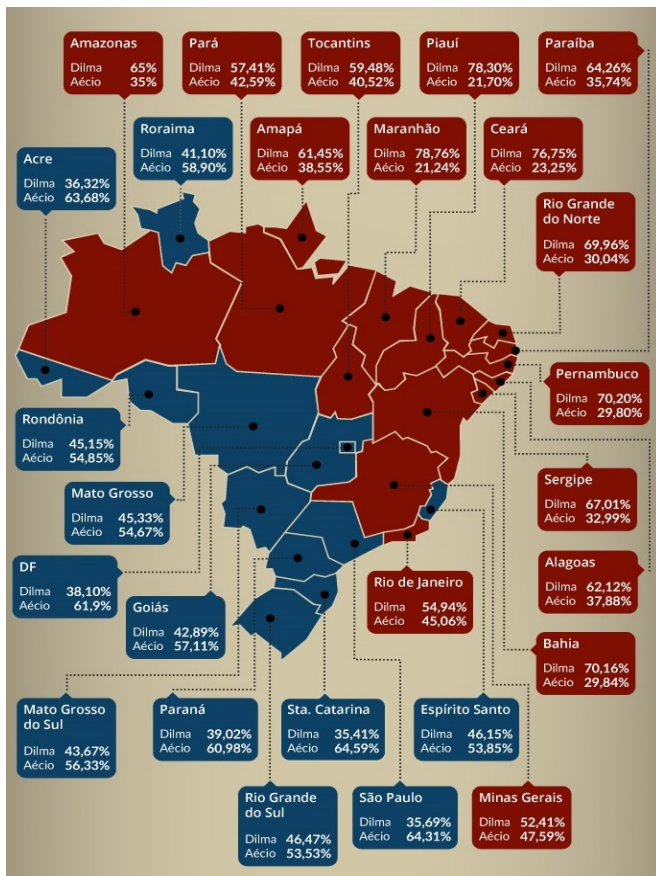 Amazonas
Dilma 65%
Aécio 35%
Pará
Dilma 57,41%
Aécio 42,59%
Tocantins
Dilma 59,48%
Aécio 40,52%
Piauí
Dilma 78,30%
Aécio 21,70%
Paraíba
Dilma 64,26%
Aécio 35,74%
Acre
Dilma 36,32%
Aécio 63,68%
Roraima
Dilma 41,10%
Aécio 58,90%
Amapá
Dilma 61,45%
Aécio 38,55%
Maranhão
Dilma 78,76%
Aécio 21,24%
Ceará
Dilma 76,75%
Aécio 23,25%
Rio Grande
do Norte
Dilma 69,96%
Aécio 30,04%
Pernambuco
Dilma 70,20%
Aécio 29,80%
Rondônia
Dilma 45,15%
Aécio 54,85%
Mato Grosso
Dilma 45,33%
Aécio 54,67%
Sergipe
Dilma 67,01%
Aécio 32,99%
DF
Dilma 38,10%
Aécio 61,9%
Goiás
Dilma 42,89%
Aécio 57,11%
Rio de Janeiro
Dilma 54,94%
Aécio 45,06%
Alagoas
Dilma 62,12%
Aécio 37,88%
Bahia
Dilma 70,16%
Aécio 29,84%
Mato Grosso
do Sul
Dilma 43,67%
Aécio 56,33%
Paraná
Dilma 39,02%
Aécio 60,98%
Sta. Catarina
Dilma 35,41%
Aécio 64,59%
Espírito Santo
Dilma 46,15%
Aécio 53,85%
Rio Grande
do Sul
Dilma 46,47%
Aécio 53,53%
São Paulo
Dilma 35,69%
Aécio 64,31%
Minas Gerais
Dilma 52,41%
Aécio 47,59%